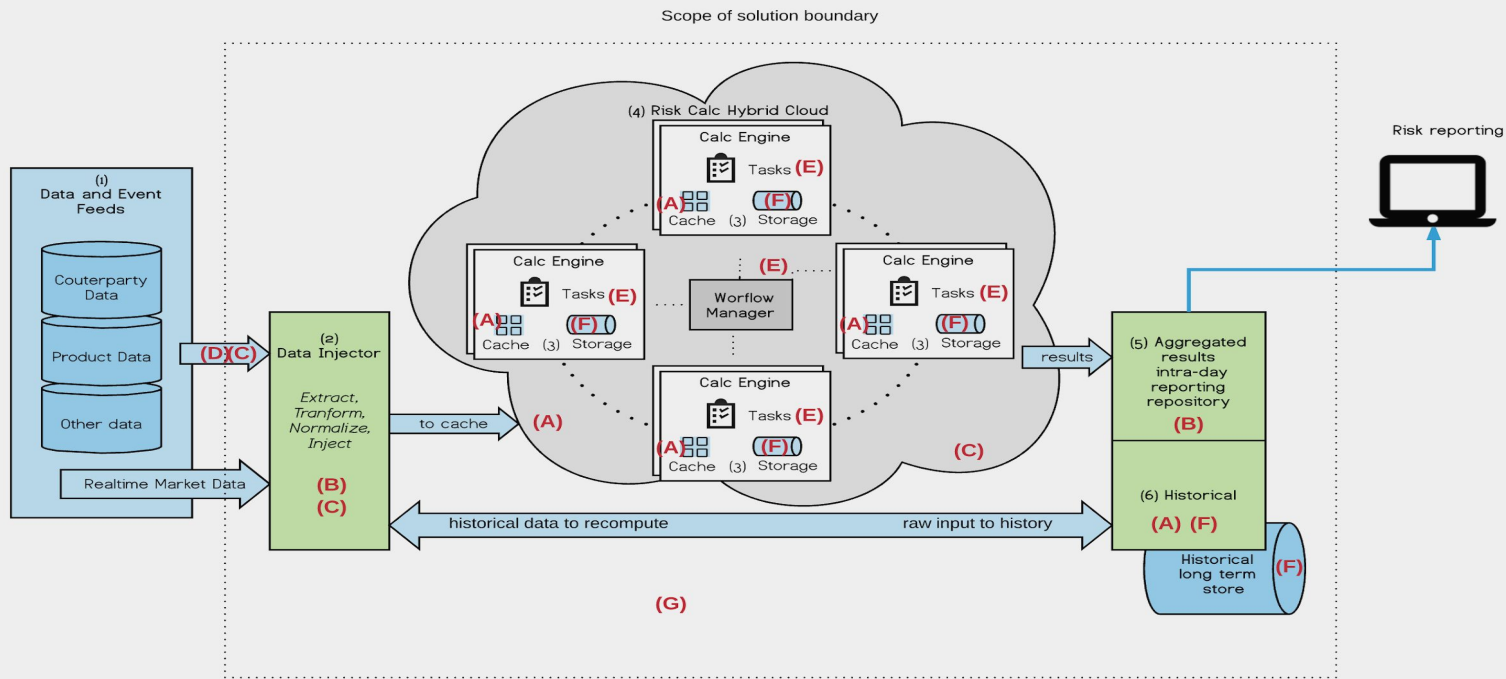 Scope of solution boundary
(1)
Data and Event
Feeds
Couterparty
Data
Product Data
Other data
Realtime Market Data
(D)(C)
(2)
Data Injector
Extract,
Tranform,
Normalize,
Inject
(B)
(C)
to cache
(A)
(4) Risk Calc Hybrid Cloud
Calc Engine
Tasks (E)
(A) (F)
Cache (3) Storage
Calc Engine
Tasks (E)
(A) (F)
Cache (3) Storage
(E)
Worflow
Manager
Calc Engine
Tasks (E)
(A) (F)
Cache (3) Storage
Calc Engine
Tasks (E)
(A) (F)
Cache (3) Storage
(C)
results
historical data to recompute
raw input to history
(G)
(5) Aggregated
results
intra-day
reporting
repository
(B)
(6) Historical
(A) (F)
Historical
long term
store
(F)
Risk reporting